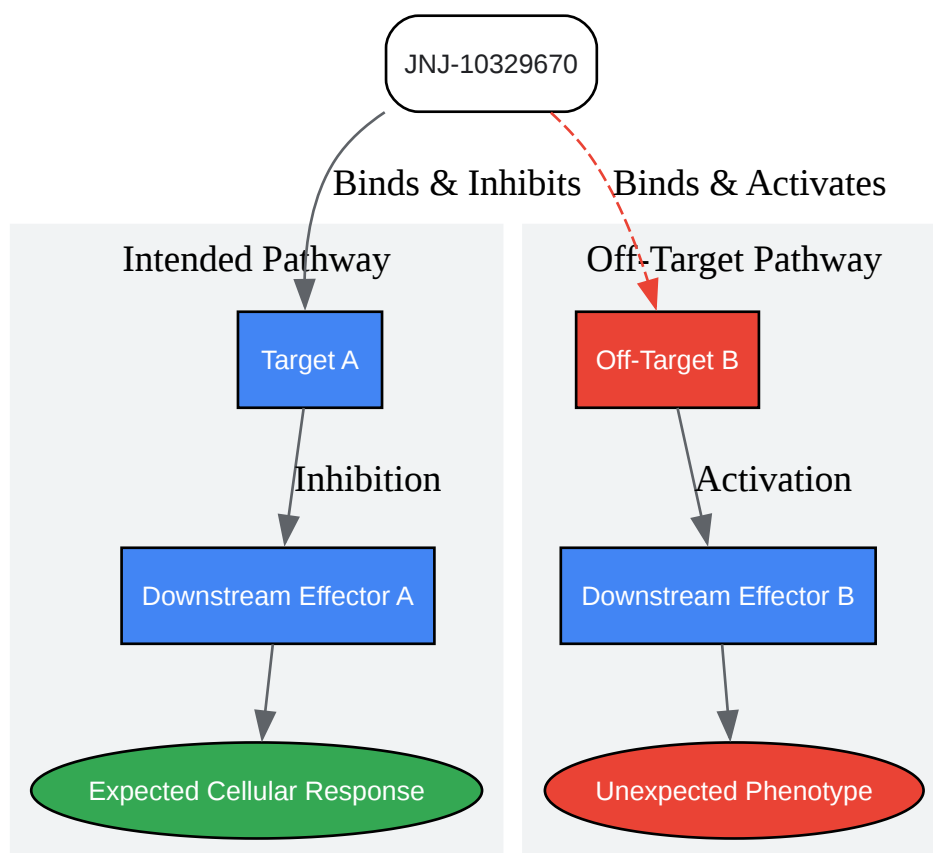 JNJ-10329670
Binds & Inhibits
Binds & Activates
Intended Pathway
Off-Target Pathway
Target A
Off-Target B
Inhibition
Activation
Downstream Effector A
Downstream Effector B
Expected Cellular Response
Unexpected Phenotype